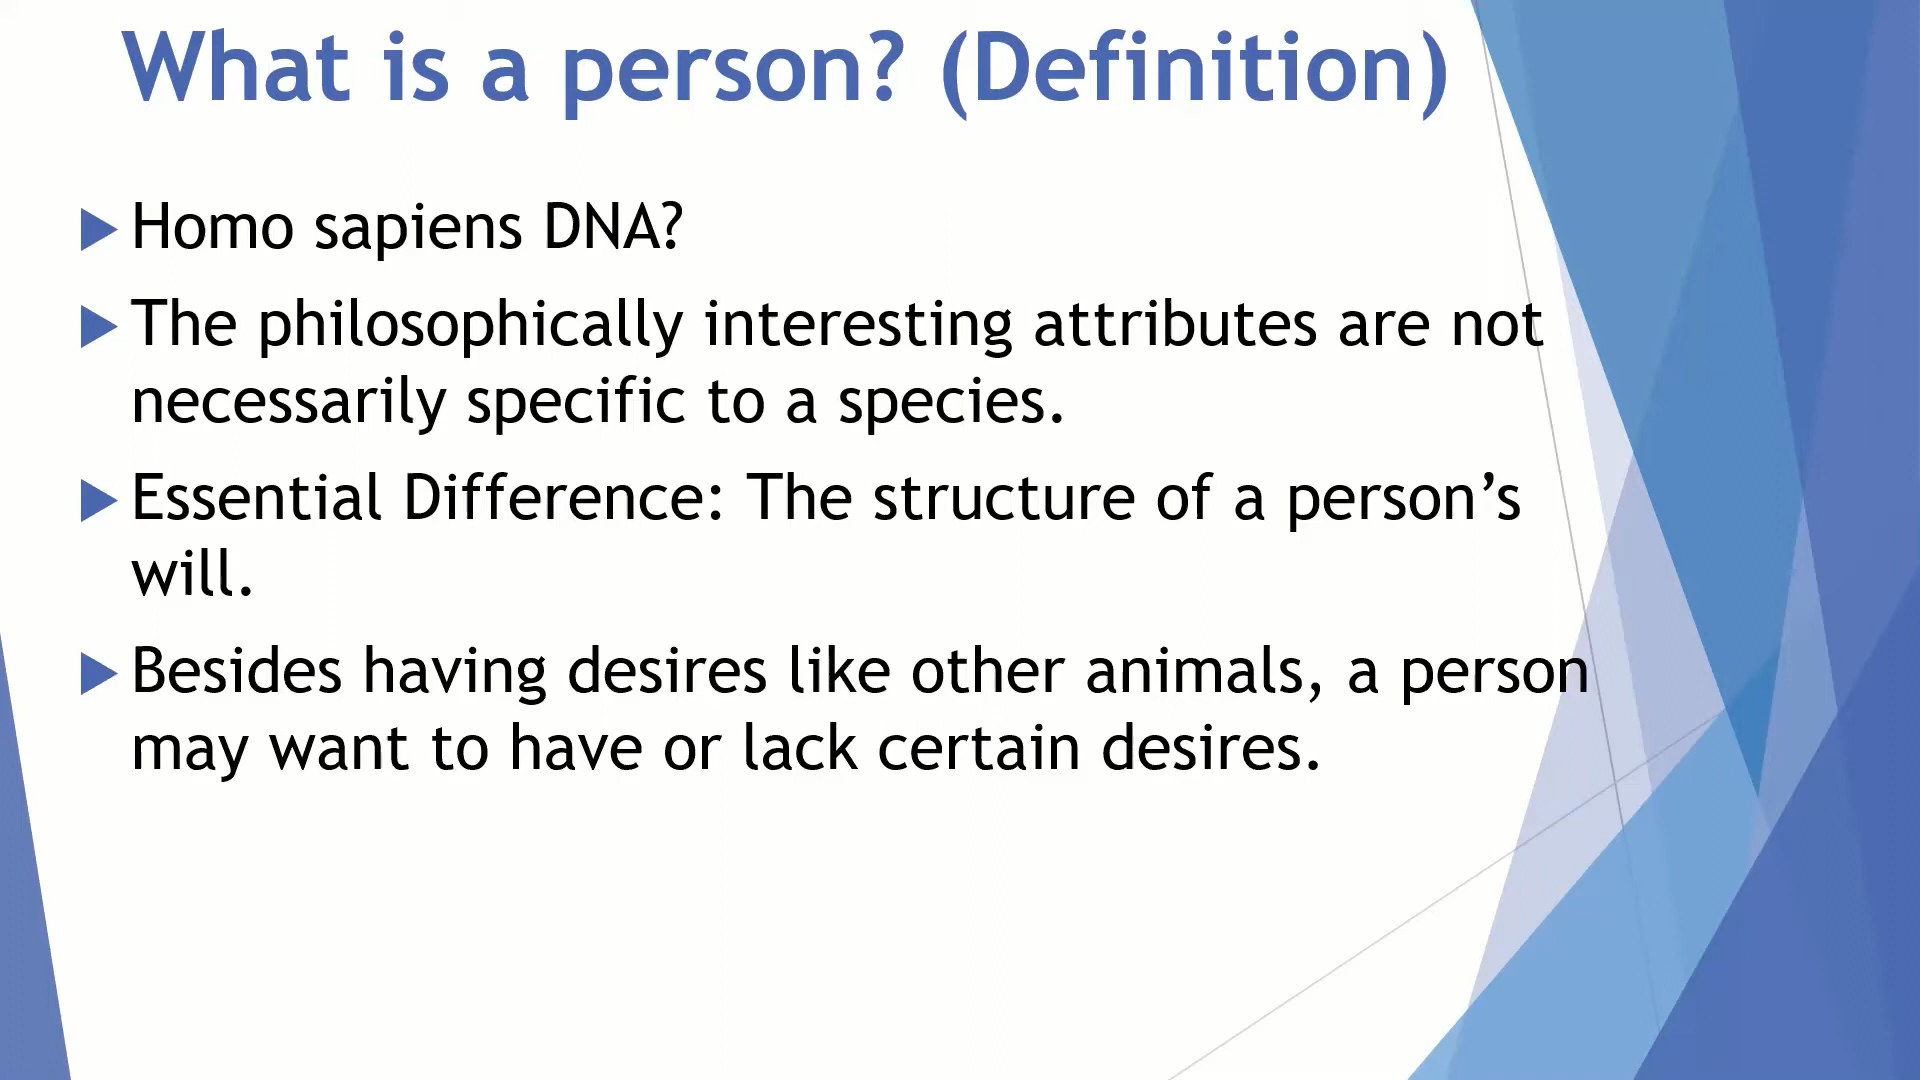 What is a person? (Definition)
Homo sapiens DNA?
The philosophically interesting attributes are not
necessarily specific to a species.
Essential Difference: The structure of a person’s
will.
Besides having desires like other animals, a person
may want to have or lack certain desires.